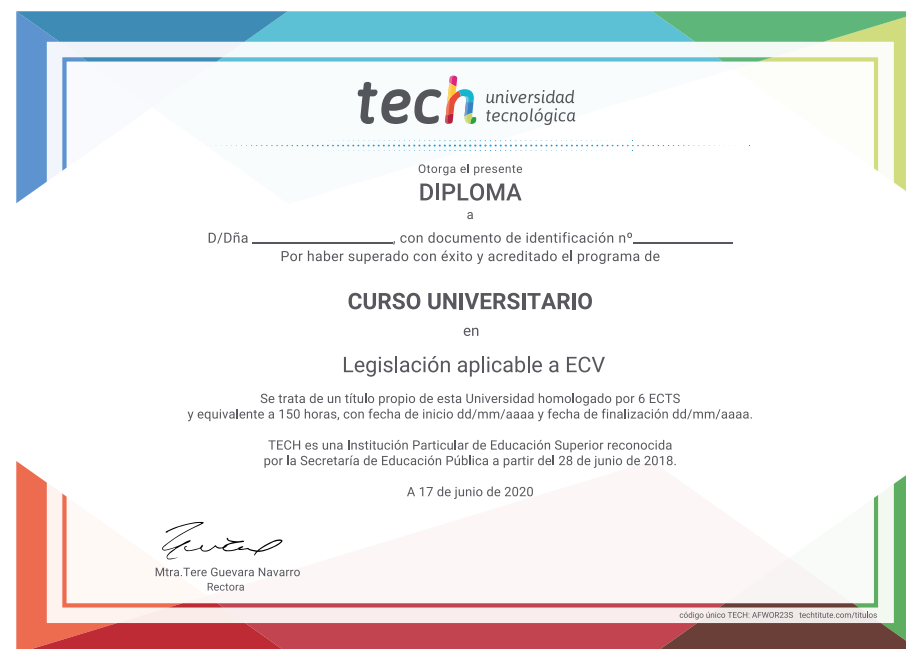 tech universidad
tecnológica
Otorga el presente
DIPLOMA
a
D/Dña ____________________, con documento de identificación nº______________
Por haber superado con éxito y acreditado el programa de
CURSO UNIVERSITARIO
en
Legislación aplicable a ECV
Se trata de un título propio de esta Universidad homologado por 6 ECTS
y equivalente a 150 horas, con fecha de inicio dd/mm/aaaa y fecha de finalización dd/mm/aaaa.
TECH es una Institución Particular de Educación Superior reconocida
por la Secretaría de Educación Pública a partir del 28 de junio de 2018.
A 17 de junio de 2020
Mtra.Tere Guevara Navarro
Rectora
código único TECH: AFWOR23S techtitute.com/titulos